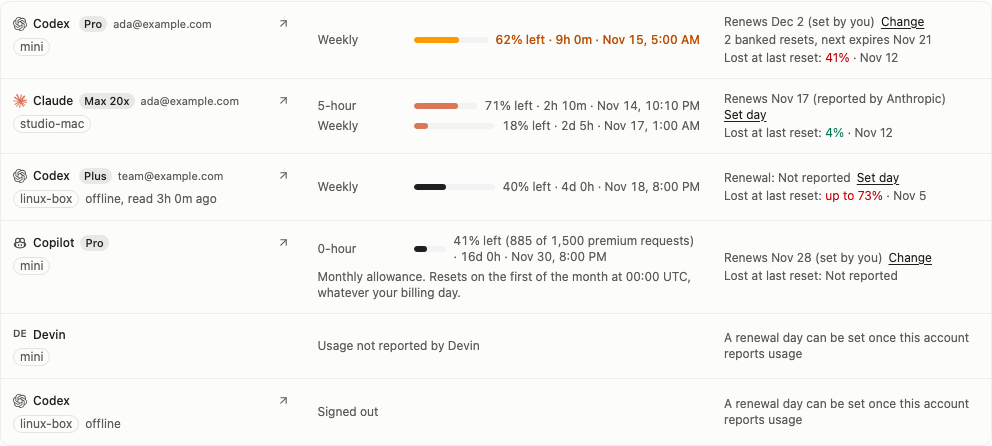 Codex Pro ada@example.com
mini
Weekly 62% left · 9h 0m · Nov 15, 5:00 AM
Renews Dec 2 (set by you) Change
2 banked resets, next expires Nov 21
Lost at last reset: 41% · Nov 12
Claude Max 20x ada@example.com
studio-mac
5-hour 71% left · 2h 10m · Nov 14, 10:10 PM
Weekly 18% left · 2d 5h · Nov 17, 1:00 AM
Renews Nov 17 (reported by Anthropic)
Set day
Lost at last reset: 4% · Nov 12
Codex Plus team@example.com
linux-box offline, read 3h 0m ago
Weekly 40% left · 4d 0h · Nov 18, 8:00 PM
Renewal: Not reported Set day
Lost at last reset: up to 73% · Nov 5
Copilot Pro
mini
0-hour 41% left (885 of 1,500 premium requests)
· 16d 0h · Nov 30, 8:00 PM
Monthly allowance. Resets on the first of the month at 00:00 UTC,
whatever your billing day.
Renews Nov 28 (set by you) Change
Lost at last reset: Not reported
DE Devin
mini
Usage not reported by Devin
A renewal day can be set once this account
reports usage
Codex
linux-box offline
Signed out
A renewal day can be set once this account
reports usage